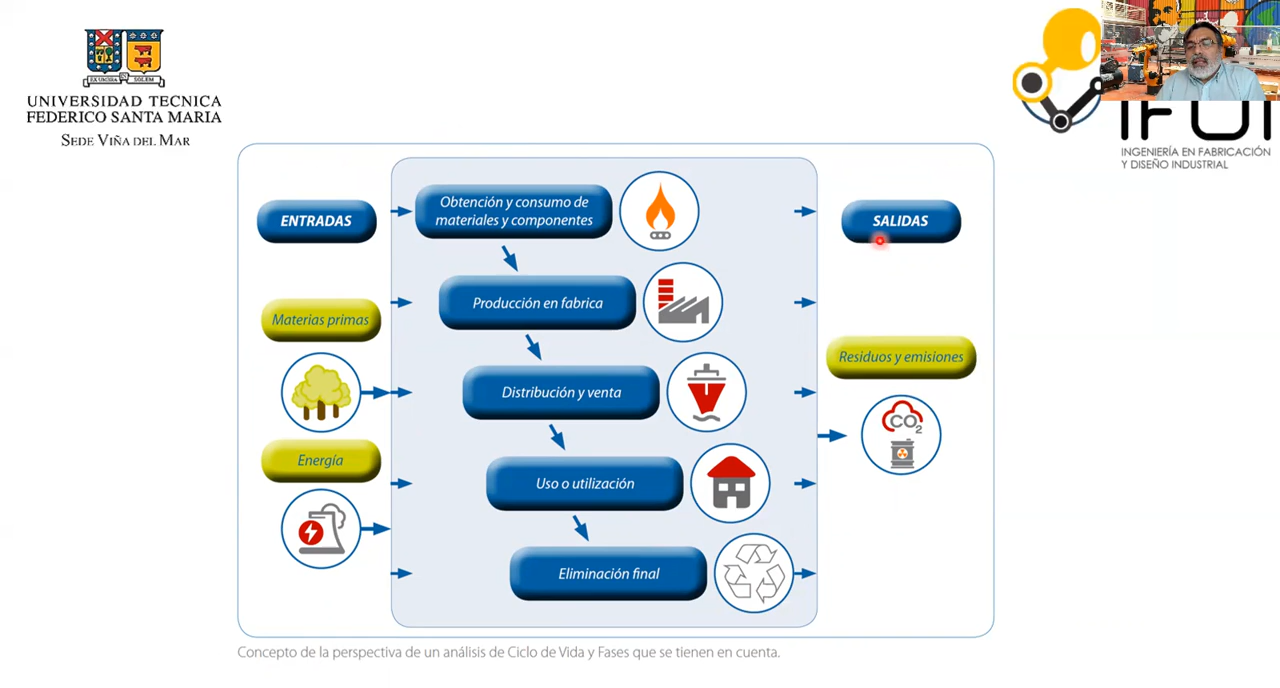 UNIVERSIDAD TECNICA
FEDERICO SANTA MARIA
SEDE VIÑA DEL MAR
INGENIERÍA EN FABRICACIÓN
Y DISEÑO INDUSTRIAL
ENTRADAS
Obtención y consumo de
materiales y componentes
SALIDAS
Materias primas
Producción en fabrica
Residuos y emisiones
Distribución y venta
CO2
Energía
Uso o utilización
Eliminación final
Concepto de la perspectiva de un análisis de Ciclo de Vida y Fases que se tienen en cuenta.